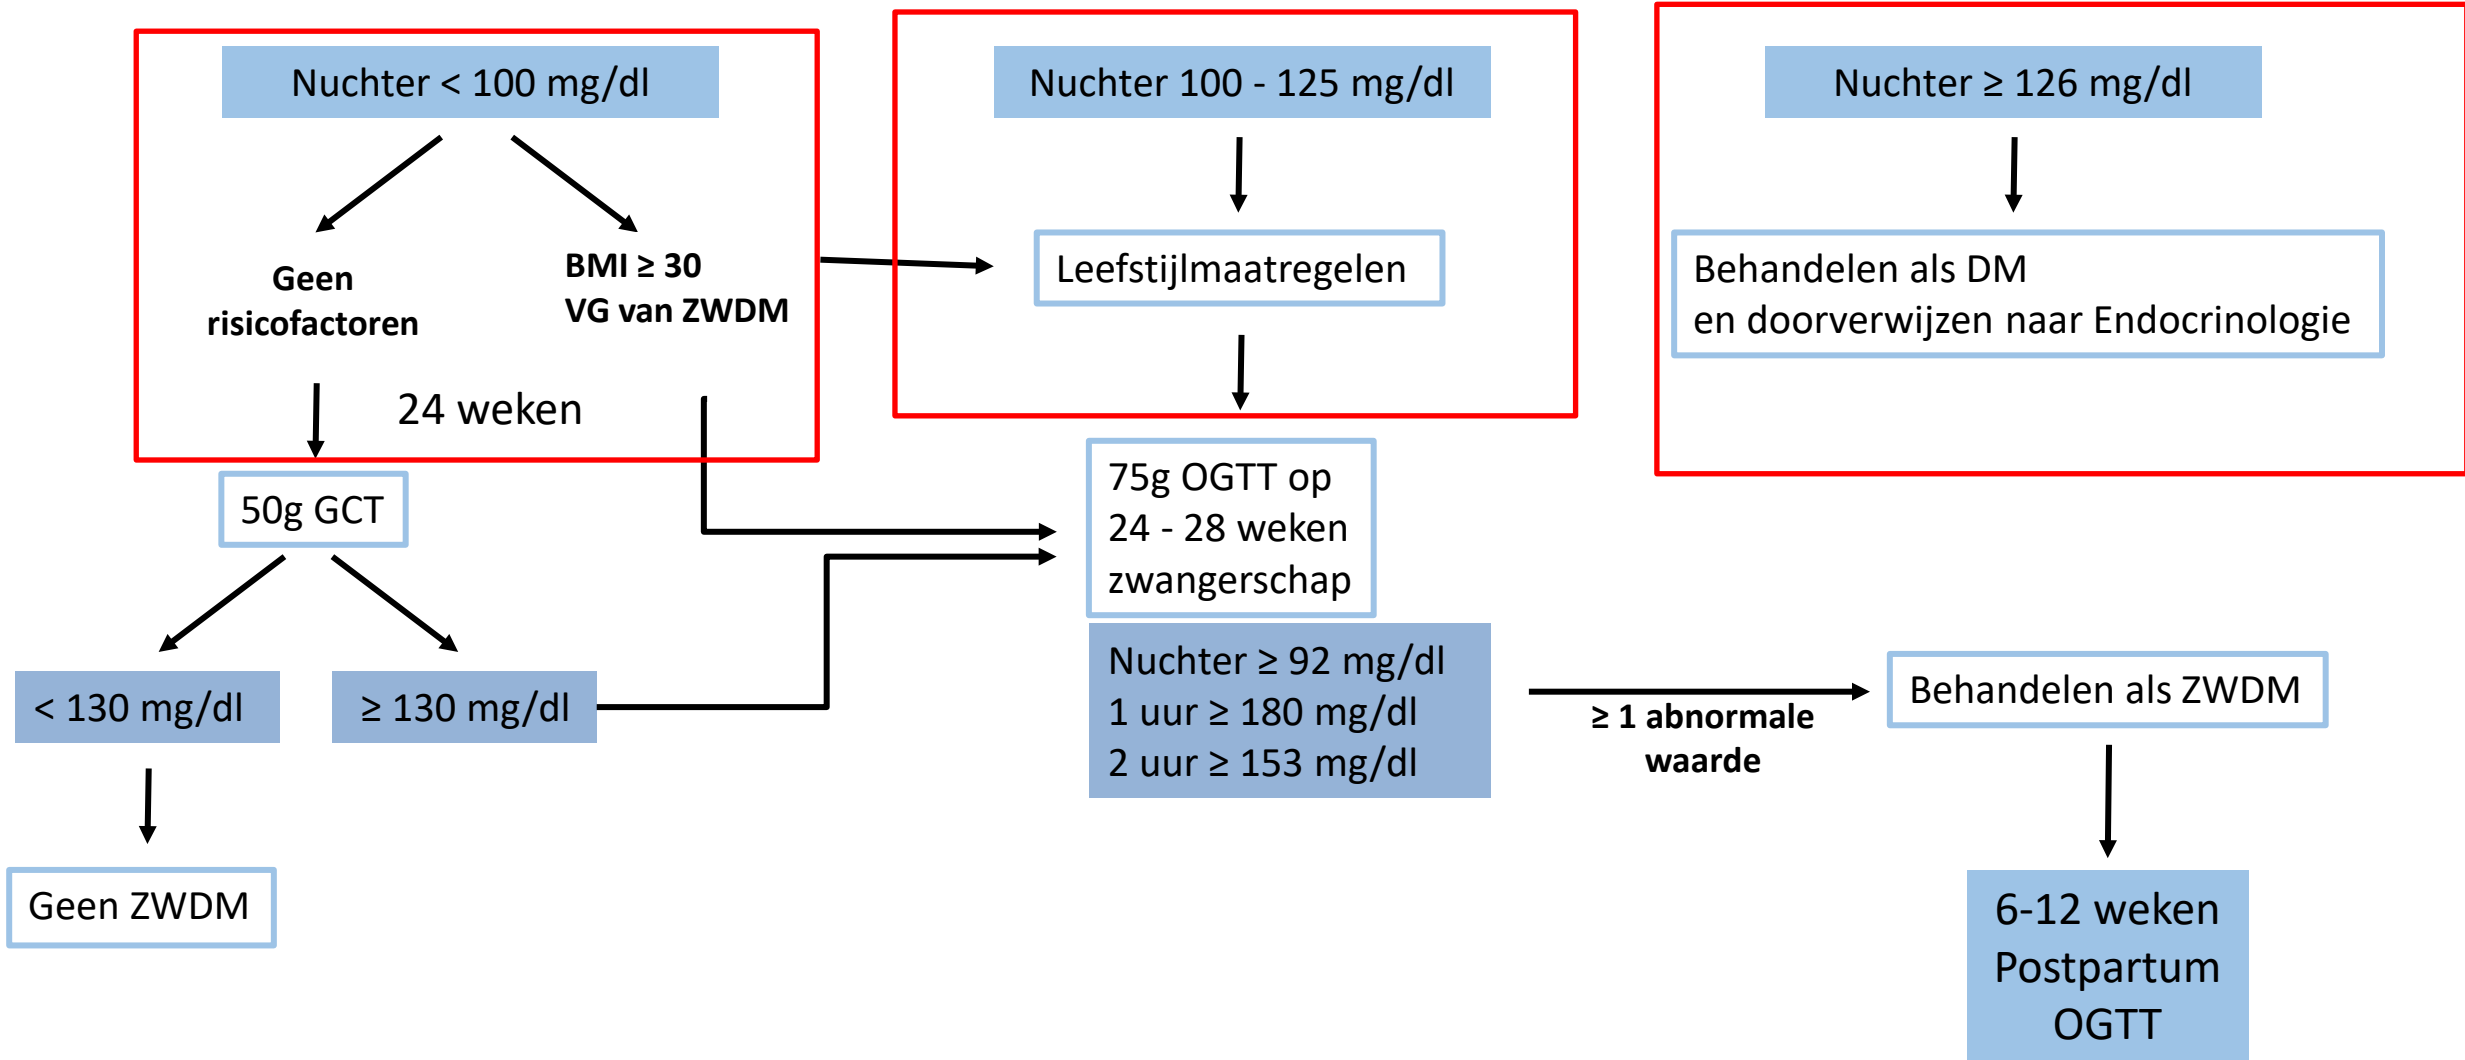 Nuchter < 100 mg/dl
Nuchter 100 - 125 mg/dl
Nuchter ≥ 126 mg/dl
Geen
risicofactoren
BMI ≥ 30
VG van ZWDM
Leefstijlmaatregelen
Behandelen als DM
en doorverwijzen naar Endocrinologie
24 weken
50g GCT
75g OGTT op
24 - 28 weken
zwangerschap
< 130 mg/dl
≥ 130 mg/dl
Nuchter ≥ 92 mg/dl
1 uur ≥ 180 mg/dl
2 uur ≥ 153 mg/dl
≥ 1 abnormale
waarde
Behandelen als ZWDM
Geen ZWDM
6-12 weken
Postpartum
OGTT